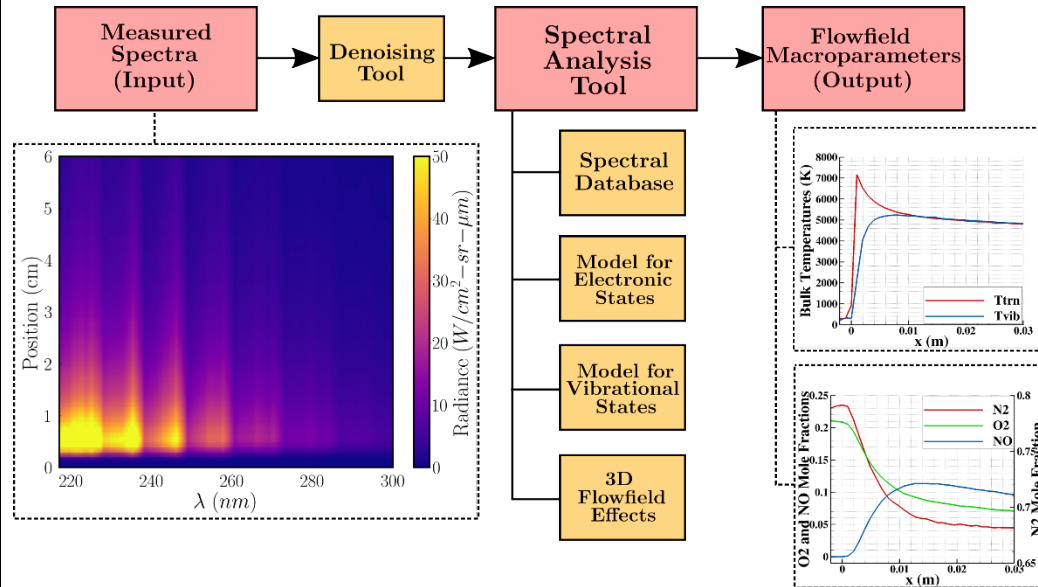 Measured
Spectra
(Input)
Denoising
Tool
Spectral
Analysis
Tool
Flowfield
Macroparameters
(Output)
6
5
4
3
2
1
0
Position (cm)
220
240
260
280
300
λ (nm)
50
40
30
20
10
0
Radiance (W/cm²−sr−μm)
Spectral
Database
Model for
Electronic
States
Model for
Vibrational
States
3D
Flowfield
Effects
8000
7000
6000
5000
4000
3000
2000
1000
0
Bulk Temperatures (K)
Ttrn
Tvib
0
0.01
0.02
0.03
x (m)
0.25
0.2
0.15
0.1
0.05
0
O2 and NO Mole Fractions
N2
O2
NO
0.8
0.75
0.7
0.65
N2 Mole Fraction
0
0.01
0.02
0.03
x (m)